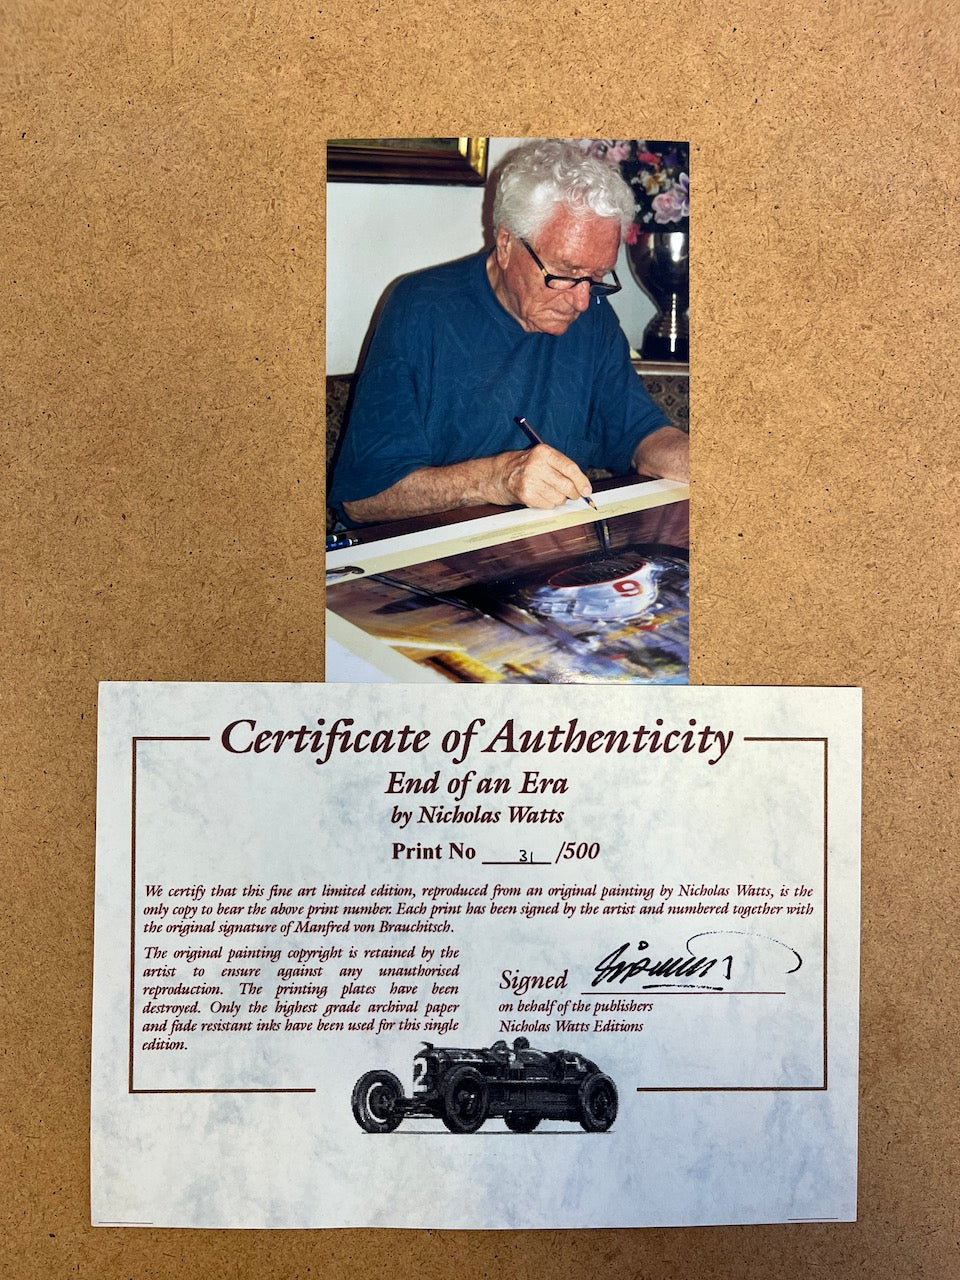 9
Certificate of Authenticity
End of an Era
by Nicholas Watts
Print No 31 /500
We certify that this fine art limited edition, reproduced from an original painting by Nicholas Watts, is the
only copy to bear the above print number. Each print has been signed by the artist and numbered together with
the original signature of Manfred von Brauchitsch.
The original painting copyright is retained by the
artist to ensure against any unauthorised
reproduction. The printing plates have been
destroyed. Only the highest grade archival paper
and fade resistant inks have been used for this single
edition.
Signed
on behalf of the publishers
Nicholas Watts Editions
2